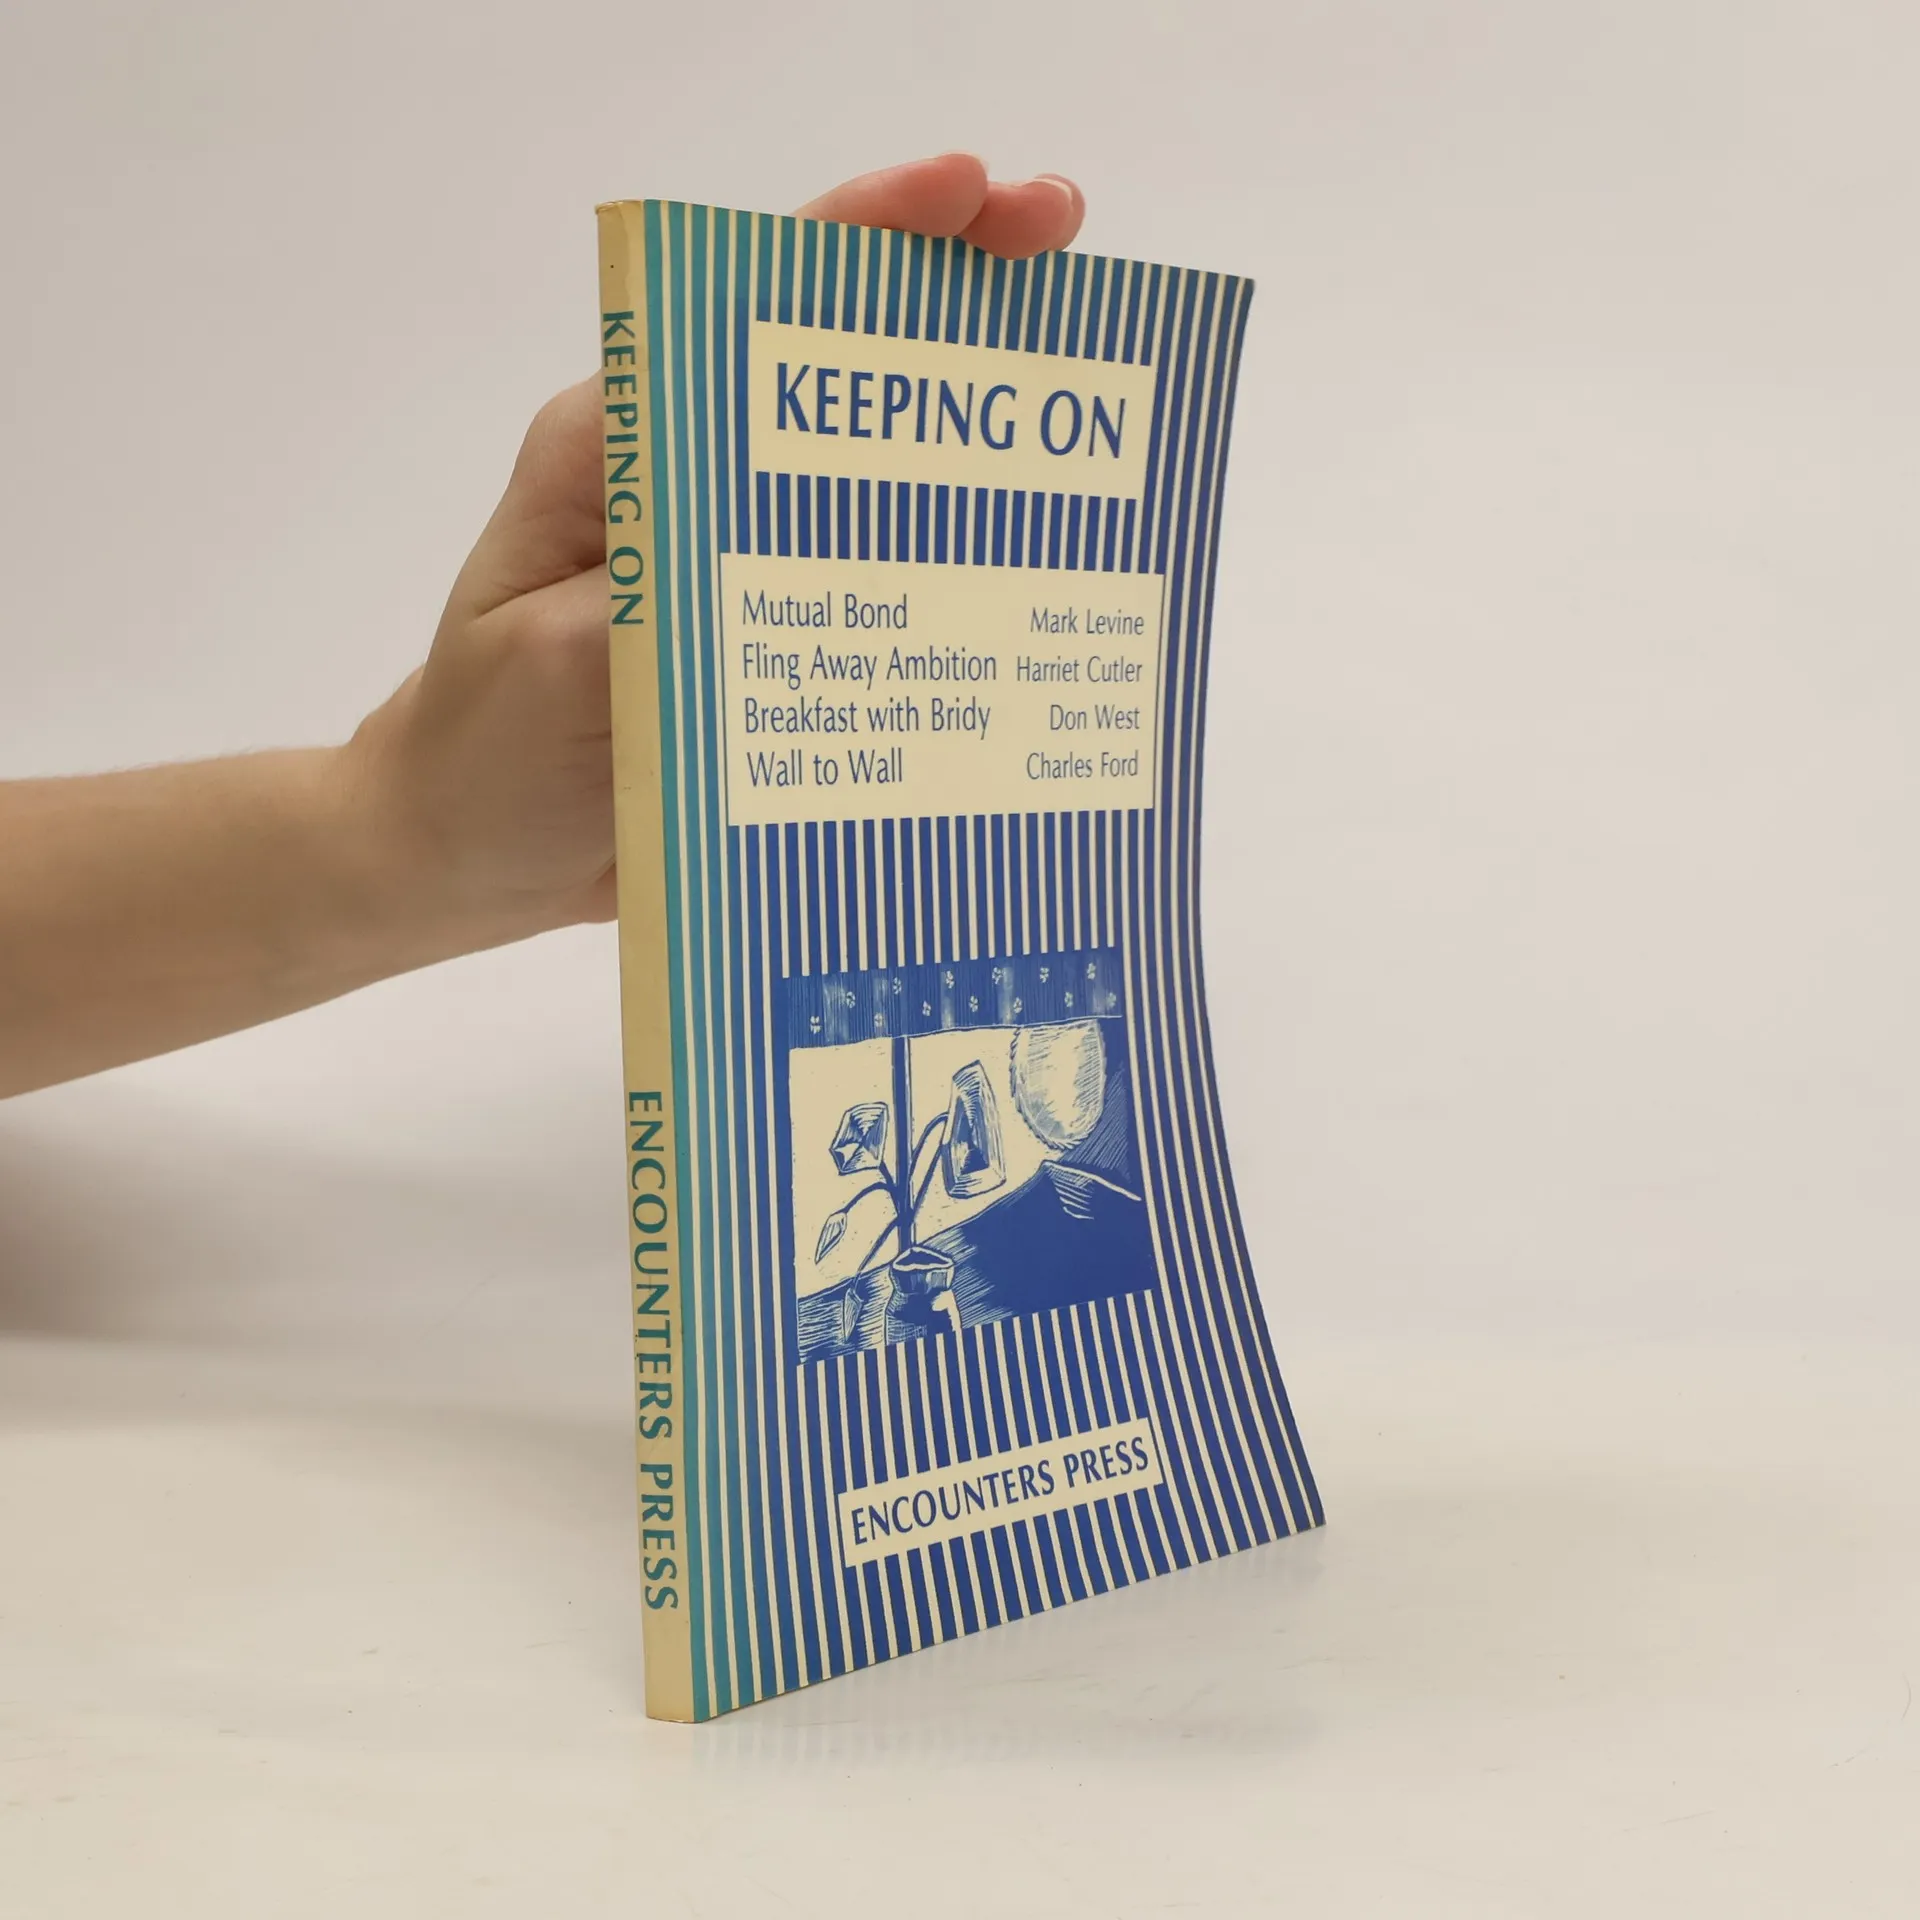 KEEPING ON
ENCOUNTERS PRESS
KEEPING ON
Mutual Bond Mark Levine
Fling Away Ambition Harriet Cutler
Breakfast with Bridy Don West
Wall to Wall Charles Ford
ENCOUNTERS PRESS